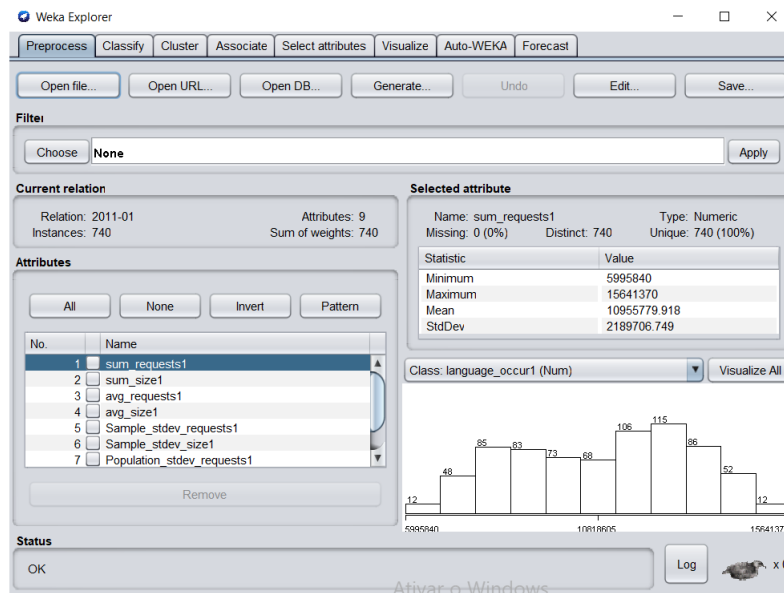 Weka Explorer
Preprocess Classify Cluster Associate Select attributes Visualize Auto-WEKA Forecast
Open file... Open URL... Open DB... Generate... Undo Edit... Save...
Filter
Choose None Apply
Current relation
Relation: 2011-01 Attributes: 9
Instances: 740 Sum of weights: 740
Selected attribute
Name: sum_requests1 Type: Numeric
Missing: 0 (0%) Distinct: 740 Unique: 740 (100%)
Statistic Value
Minimum 5995840
Maximum 15641370
Mean 10955779.918
StdDev 2189706.749
Attributes
All None Invert Pattern
No. Name
1 sum_requests1
2 sum_size1
3 avg_requests1
4 avg_size1
5 Sample_stdev_requests1
6 Sample_stdev_size1
7 Population_stdev_requests1
Remove
Class: language_occur1 (Num) Visualize All
12 48 85 83 73 68 106 115 86 52 12
5995840 10818605 1564137
Status
OK
Log x
Ativar o Windows